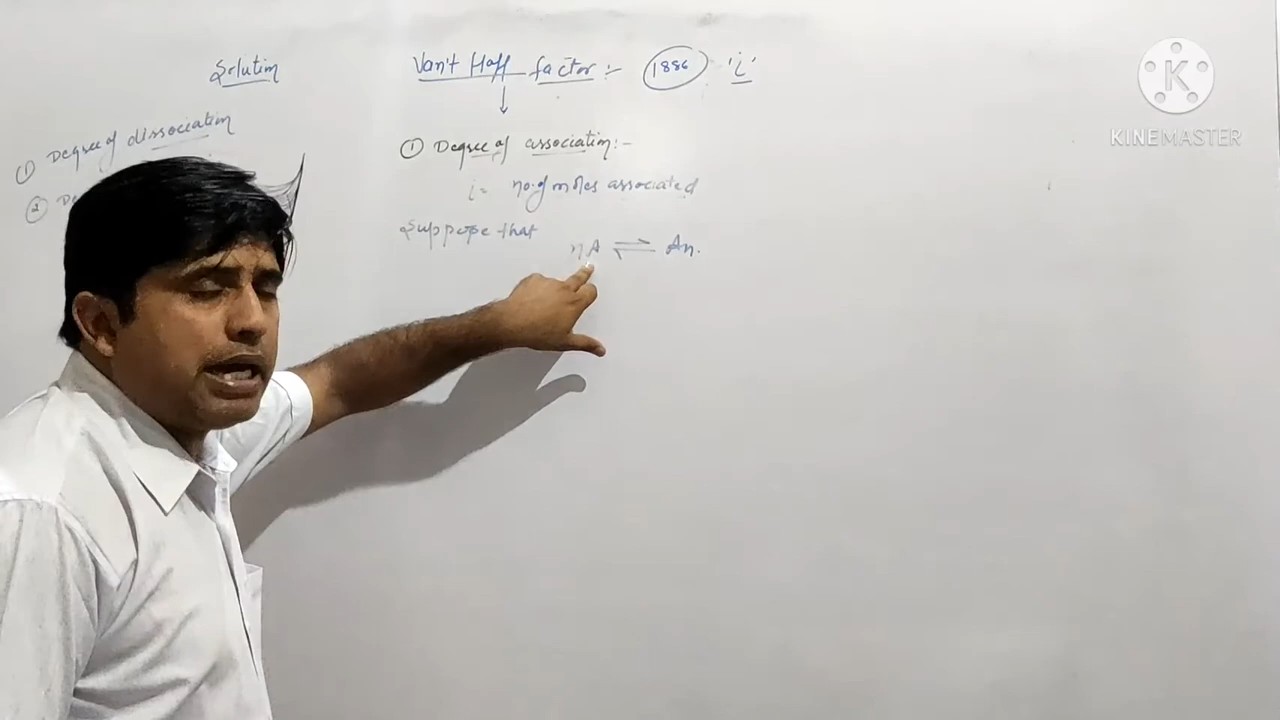 Solution
① Degree of dissociation
②
Van't Hoff factor :- 1886 'i'
① Degree of association :-
i = no. of moles associated
Suppose that
nA ⇌ An.
K
KINEMASTER